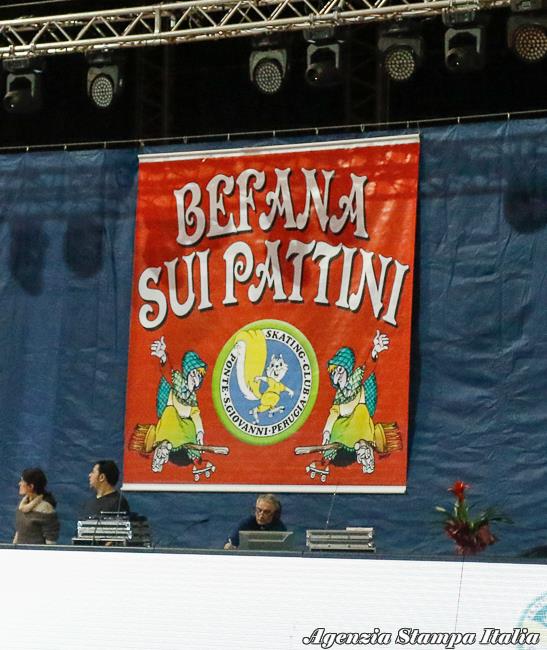 BEFANA
SUI PATTINI
SKATING·CLUB
PONTE·S.GIOVANNI·PERUGIA
Agenzia Stampa Italia